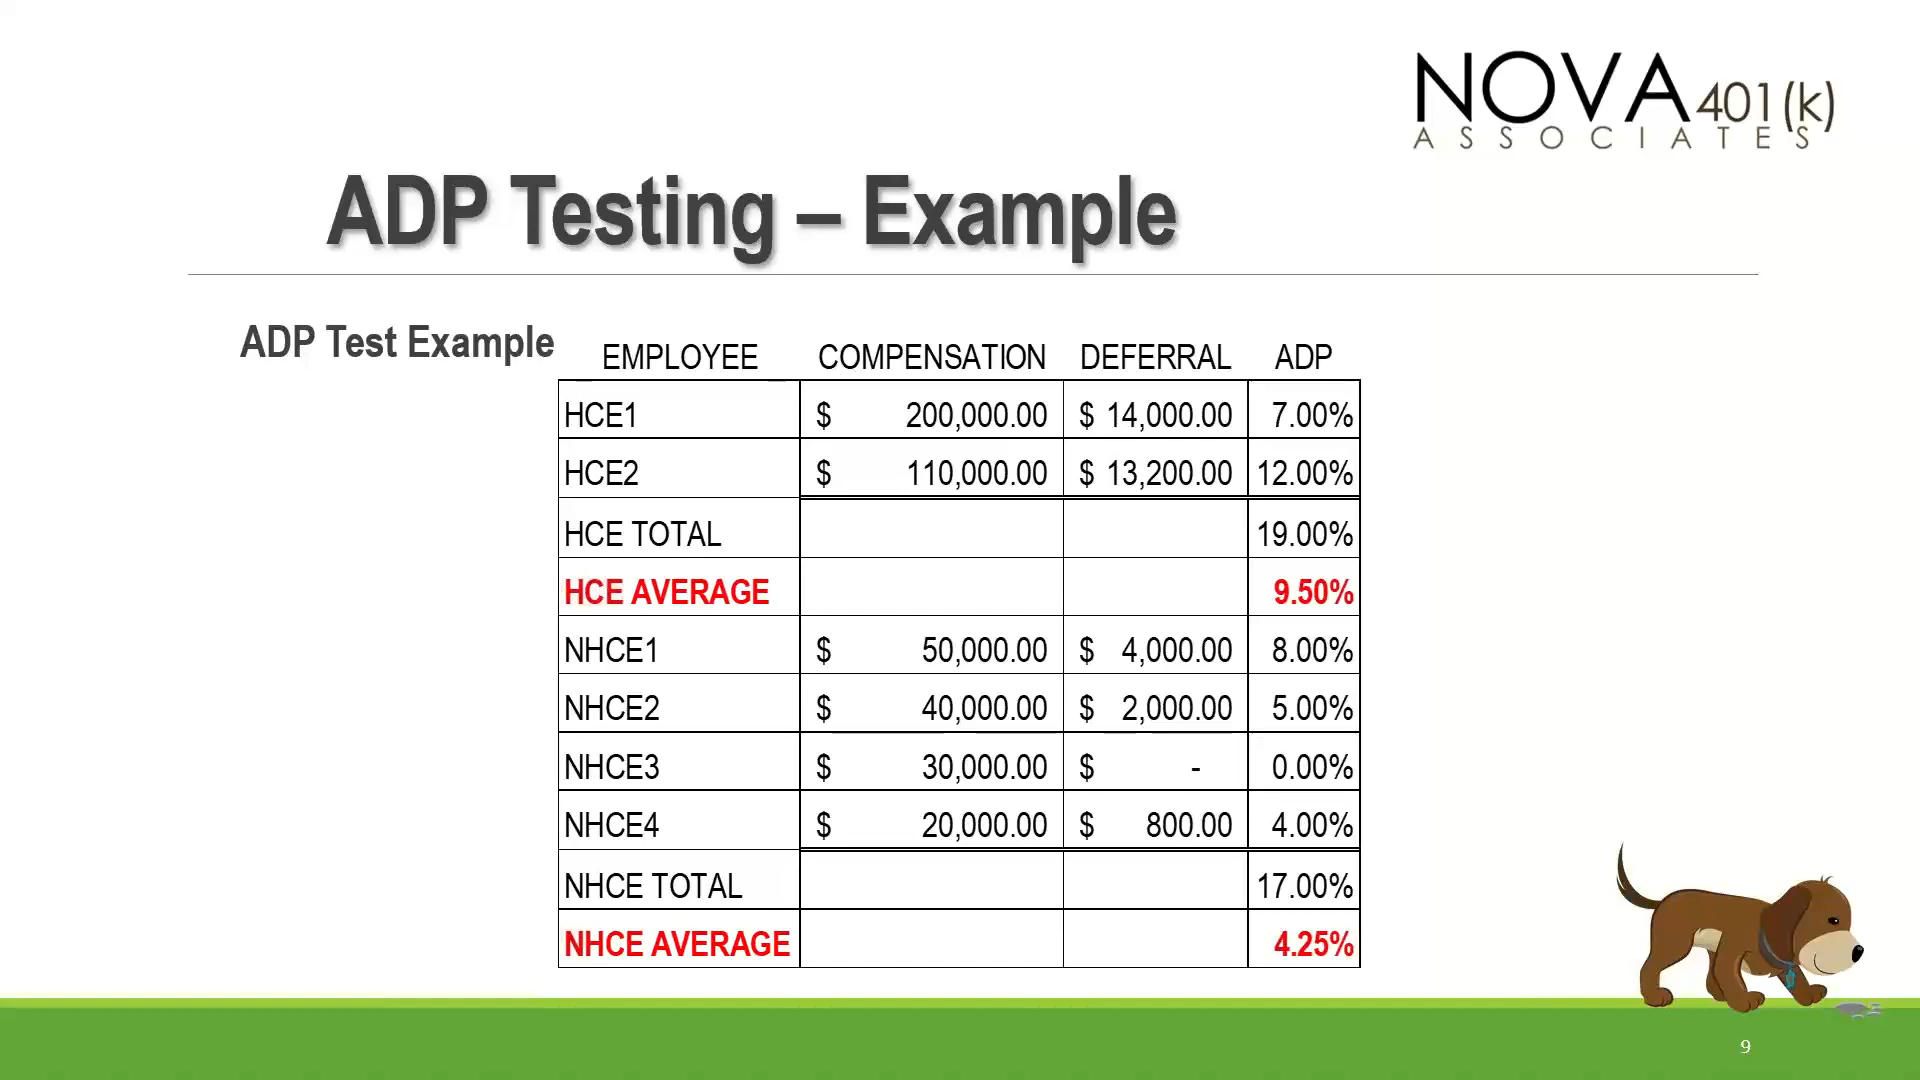 NOVA 401(k)
ASSOCIATES
ADP Testing – Example
ADP Test Example
EMPLOYEE COMPENSATION DEFERRAL ADP
HCE1 $ 200,000.00 $ 14,000.00 7.00%
HCE2 $ 110,000.00 $ 13,200.00 12.00%
HCE TOTAL 19.00%
HCE AVERAGE 9.50%
NHCE1 $ 50,000.00 $ 4,000.00 8.00%
NHCE2 $ 40,000.00 $ 2,000.00 5.00%
NHCE3 $ 30,000.00 $ - 0.00%
NHCE4 $ 20,000.00 $ 800.00 4.00%
NHCE TOTAL 17.00%
NHCE AVERAGE 4.25%
9